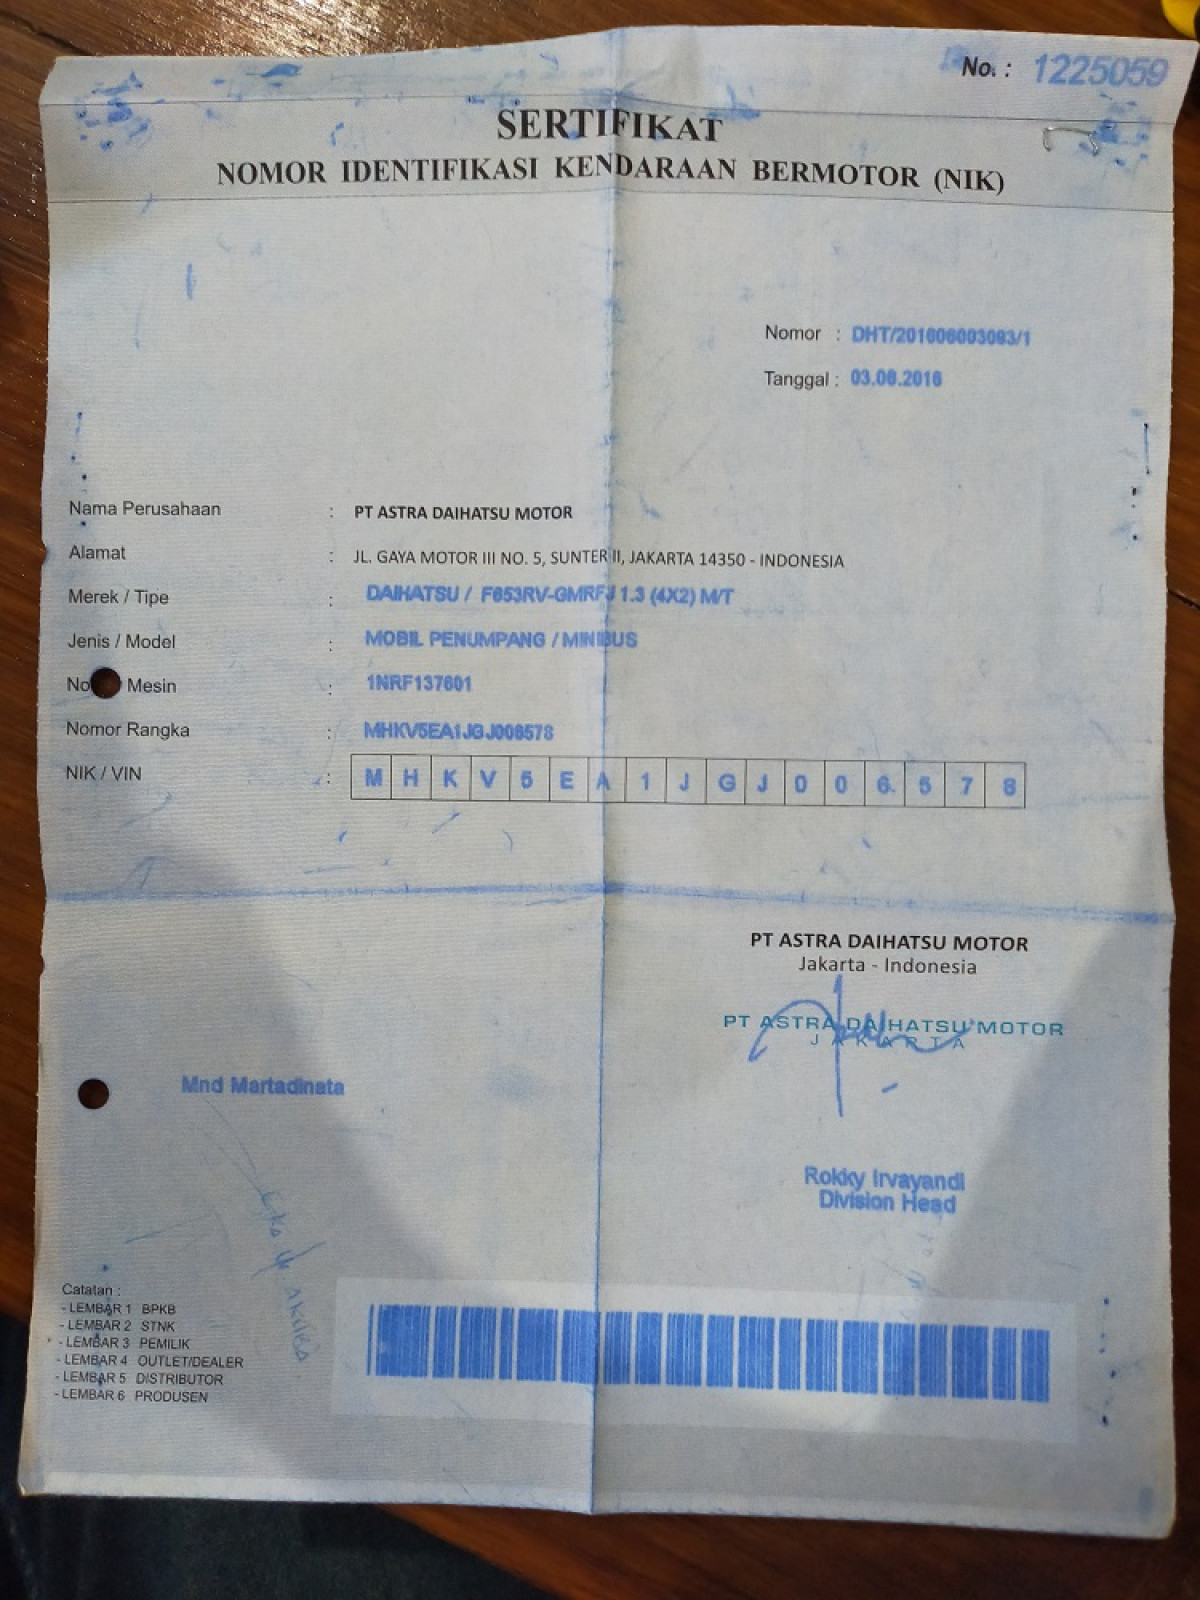 No. : 1225059
SERTIFIKAT
NOMOR IDENTIFIKASI KENDARAAN BERMOTOR (NIK)
Nomor : DHT/201606003093/1
Tanggal : 03.06.2016
Nama Perusahaan : PT ASTRA DAIHATSU MOTOR
Alamat : JL. GAYA MOTOR III NO. 5, SUNTER II, JAKARTA 14350 - INDONESIA
Merek / Tipe : DAIHATSU / F653RV-GMRFJ 1.3 (4X2) M/T
Jenis / Model : MOBIL PENUMPANG / MINIBUS
No Mesin : 1NRF137601
Nomor Rangka : MHKV5EA1JGJ006578
NIK / VIN : M H K V 5 E A 1 J G J 0 0 6. 5 7 8
PT ASTRA DAIHATSU MOTOR
Jakarta - Indonesia
PT ASTRA DAIHATSU MOTOR
JAKARTA
Mnd Martadinata
Rokky Irvayandi
Division Head
Catatan :
- LEMBAR 1 BPKB
- LEMBAR 2 STNK
- LEMBAR 3 PEMILIK
- LEMBAR 4 OUTLET/DEALER
- LEMBAR 5 DISTRIBUTOR
- LEMBAR 6 PRODUSEN